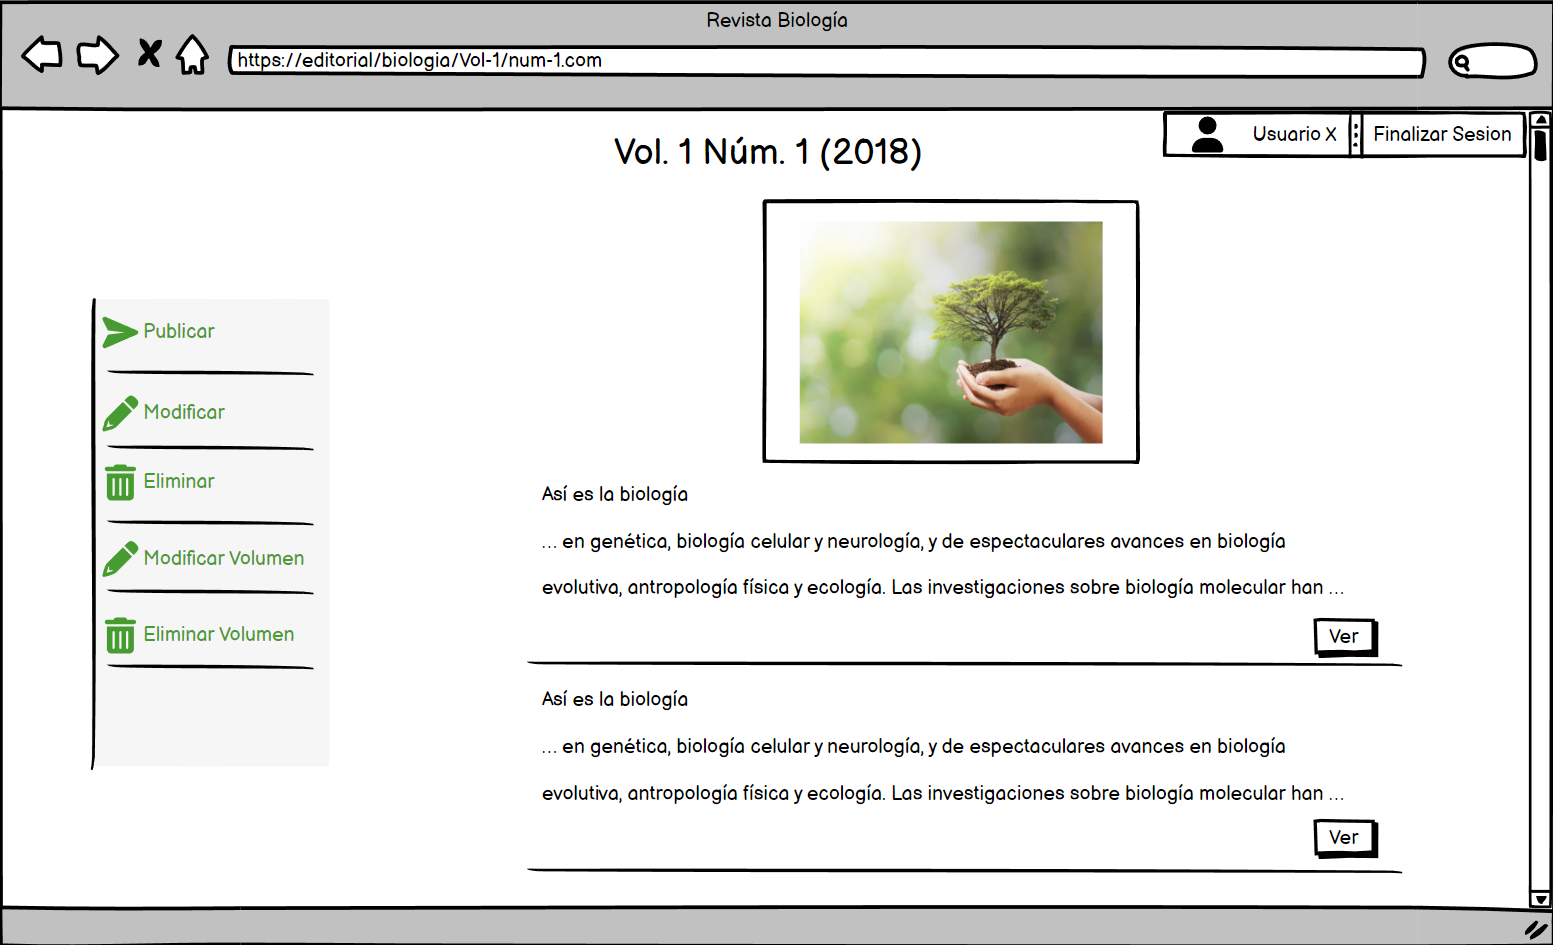 Revista Biología
https://editorial/biologia/Vol-1/num-1.com
Usuario X
Finalizar Sesion
Vol. 1 Núm. 1 (2018)
Publicar
Modificar
Eliminar
Modificar Volumen
Eliminar Volumen
Así es la biología
... en genética, biología celular y neurología, y de espectaculares avances en biología
evolutiva, antropología física y ecología. Las investigaciones sobre biología molecular han ...
Ver
Así es la biología
... en genética, biología celular y neurología, y de espectaculares avances en biología
evolutiva, antropología física y ecología. Las investigaciones sobre biología molecular han ...
Ver